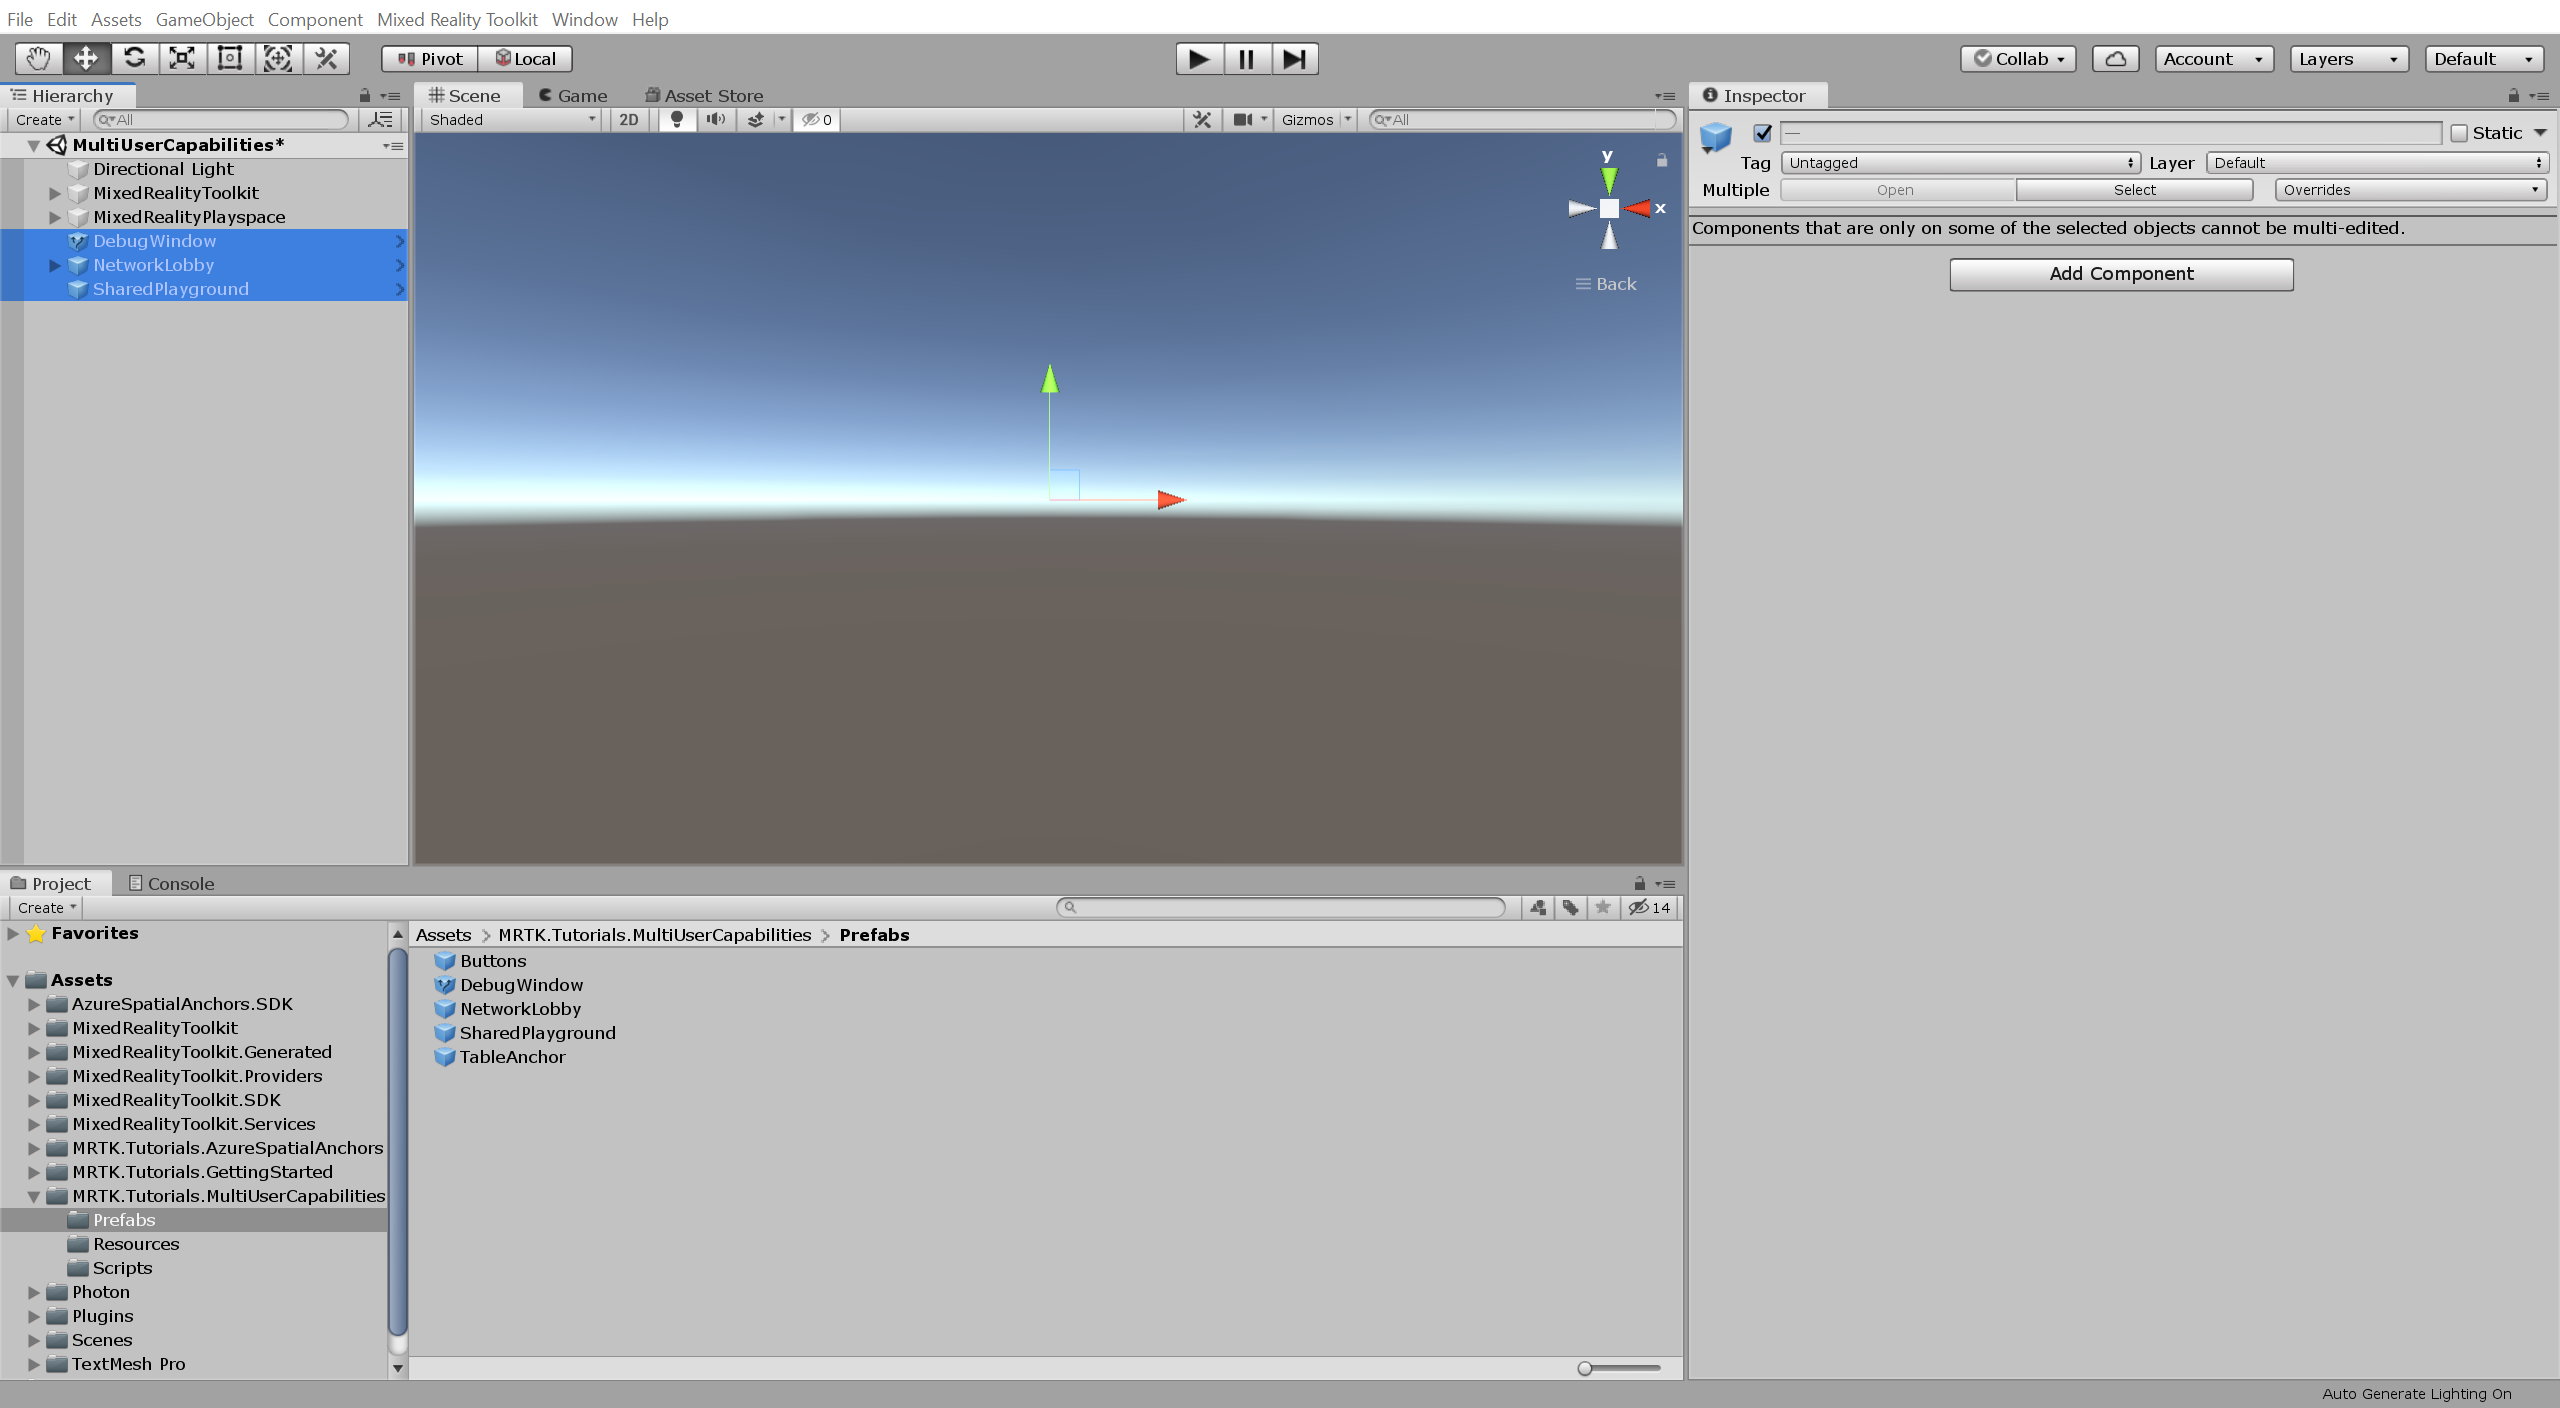 File Edit Assets GameObject Component Mixed Reality Toolkit Window Help
Pivot Local Collab Account Layers Default
Hierarchy
Create All
MultiUserCapabilities*
Directional Light
MixedRealityToolkit
MixedRealityPlayspace
DebugWindow
NetworkLobby
SharedPlayground
Scene Game Asset Store
Shaded 2D 0 Gizmos All
y
x
Back
Inspector
—
Static
Tag Untagged Layer Default
Multiple Open Select Overrides
Components that are only on some of the selected objects cannot be multi-edited.
Add Component
Project Console
Create 14
Favorites
Assets
AzureSpatialAnchors.SDK
MixedRealityToolkit
MixedRealityToolkit.Generated
MixedRealityToolkit.Providers
MixedRealityToolkit.SDK
MixedRealityToolkit.Services
MRTK.Tutorials.AzureSpatialAnchors
MRTK.Tutorials.GettingStarted
MRTK.Tutorials.MultiUserCapabilities
Prefabs
Resources
Scripts
Photon
Plugins
Scenes
TextMesh Pro
Assets > MRTK.Tutorials.MultiUserCapabilities > Prefabs
Buttons
DebugWindow
NetworkLobby
SharedPlayground
TableAnchor
Auto Generate Lighting On